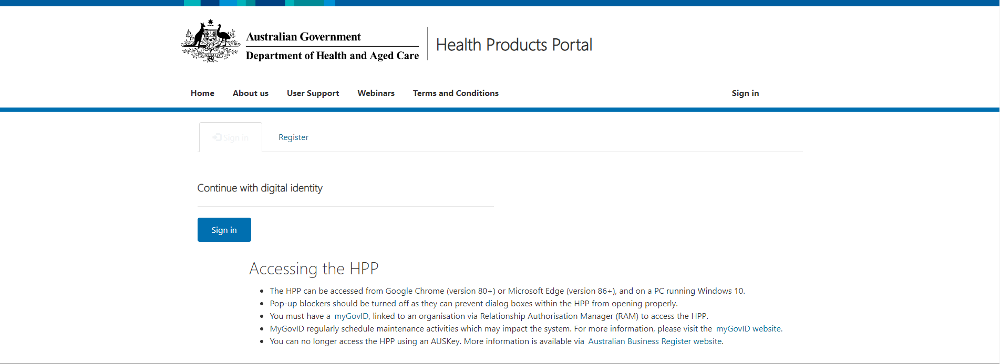 Australian Government
Department of Health and Aged Care
Health Products Portal
Home About us User Support Webinars Terms and Conditions Sign in
Sign in Register
Continue with digital identity
Sign in
Accessing the HPP
The HPP can be accessed from Google Chrome (version 80+) or Microsoft Edge (version 86+), and on a PC running Windows 10.
Pop-up blockers should be turned off as they can prevent dialog boxes within the HPP from opening properly.
You must have a myGovID, linked to an organisation via Relationship Authorisation Manager (RAM) to access the HPP.
MyGovID regularly schedule maintenance activities which may impact the system. For more information, please visit the myGovID website.
You can no longer access the HPP using an AUSKey. More information is available via Australian Business Register website.